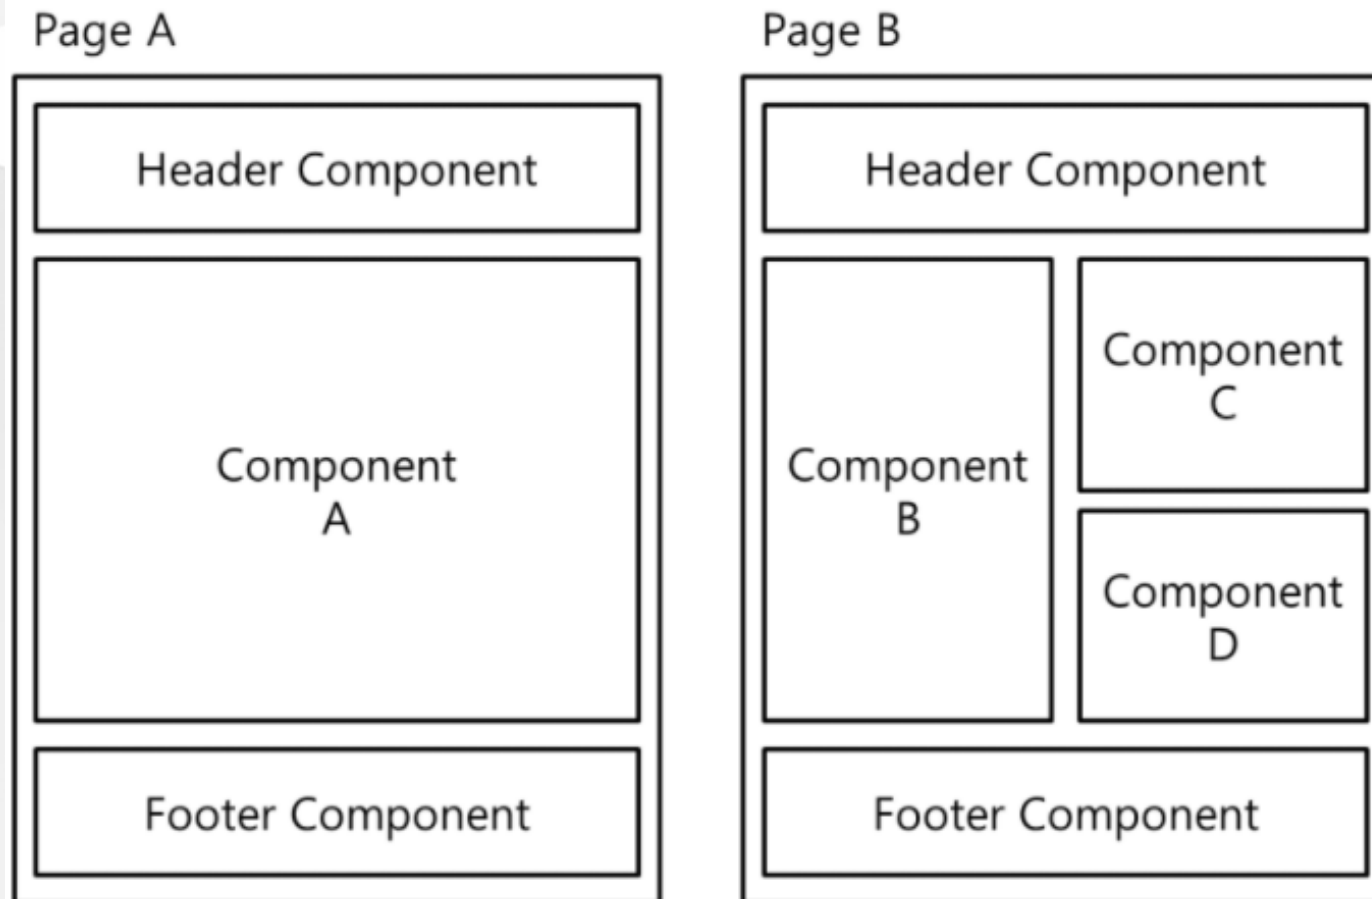 Page A
Header Component
Component
A
Footer Component
Page B
Header Component
Component
B
Component
C
Component
D
Footer Component